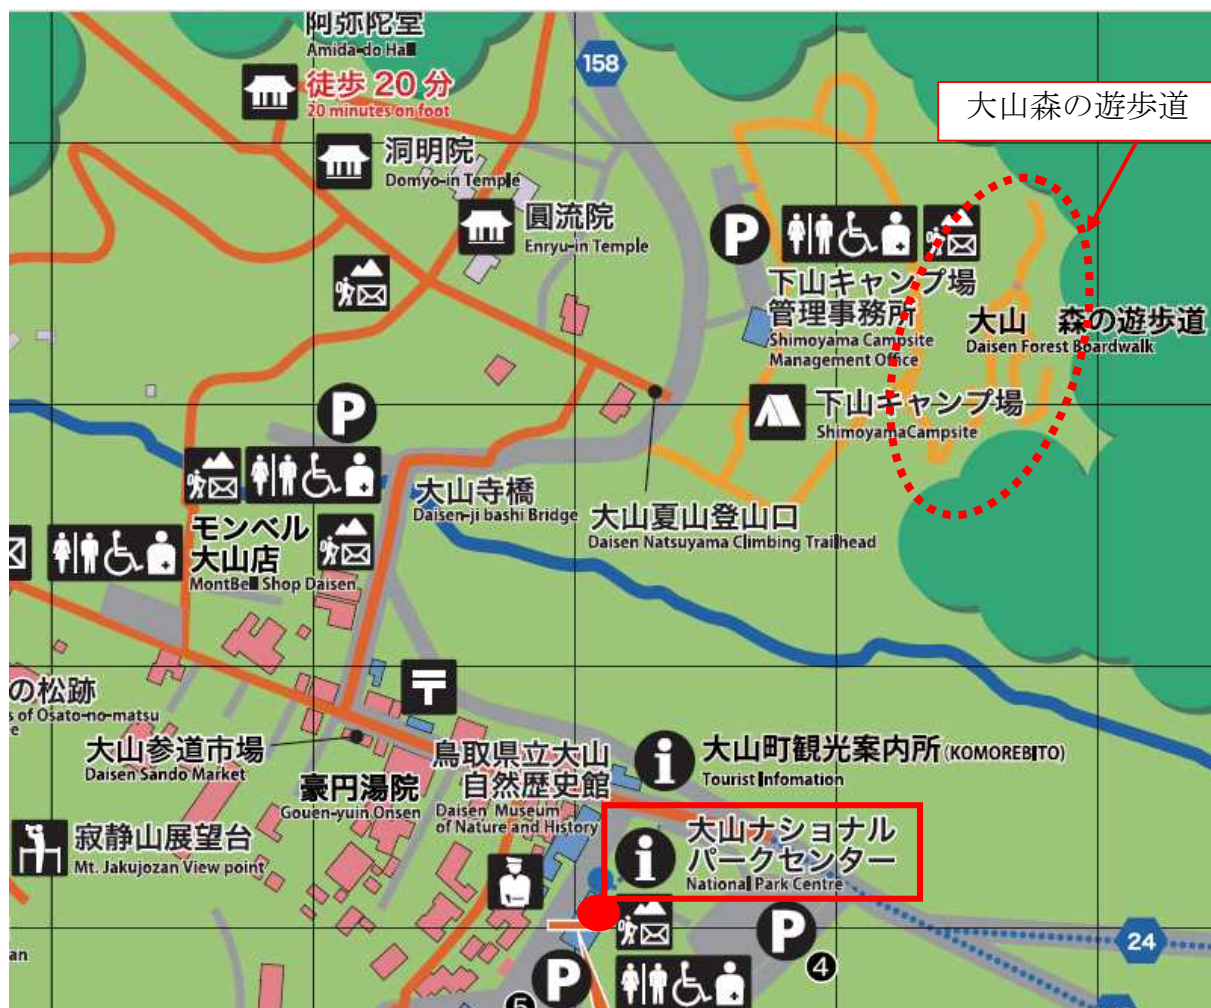 阿弥陀堂
Amida-do Hall
徒歩 20 分
20 minutes on foot
158
大山森の遊歩道
洞明院
Domyo-in Temple
圓流院
Enryu-in Temple
P
下山キャンプ場
管理事務所
Shimoyama Campsite
Management Office
大山 森の遊歩道
Daisen Forest Boardwalk
下山キャンプ場
ShimoyamaCampsite
P
大山寺橋
Daisen-ji bashi Bridge
大山夏山登山口
Daisen Natsuyama Climbing Trailhead
モンベル
大山店
MontBell Shop Daisen
の松跡
s of Osato-no-matsu
e
大山参道市場
Daisen Sando Market
豪円湯院
Gouen-yuin Onsen
鳥取県立大山
自然歴史館
Daisen Museum
of Nature and History
i
大山町観光案内所 (KOMOREBITO)
Tourist Infomation
i
大山ナショナル
パークセンター
National Park Centre
寂静山展望台
Mt. Jakujozan View point
an
P
4
P
5
24